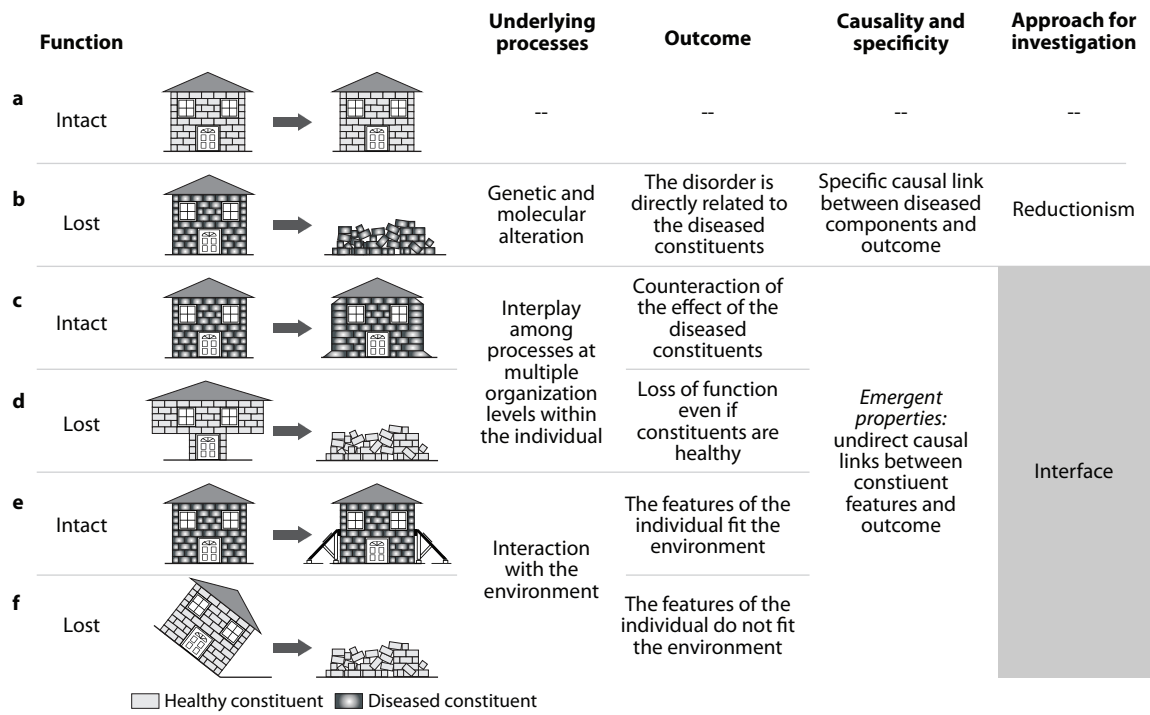 Function
Underlying
processes
Outcome
Causality and
specificity
Approach for
investigation
a
Intact
--
--
--
--
b
Lost
Genetic and
molecular
alteration
The disorder is
directly related to
the diseased
constituents
Specific causal link
between diseased
components and
outcome
Reductionism
c
Intact
Interplay
among
processes at
multiple
organization
levels within
the individual
Counteraction of
the effect of the
diseased
constituents
d
Lost
Loss of function
even if
constituents are
healthy
Emergent
properties:
undirect causal
links between
constiuent
features and
outcome
Interface
e
Intact
Interaction
with the
environment
The features of the
individual fit the
environment
f
Lost
The features of the
individual do not fit
the environment
Healthy constituent
Diseased constituent